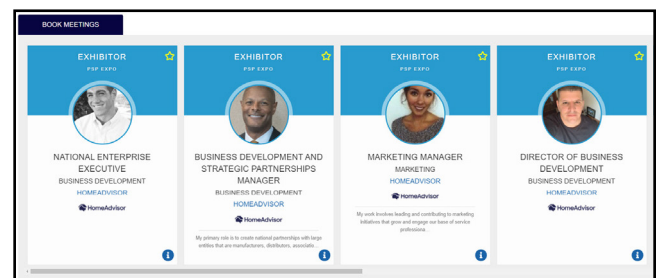 BOOK MEETINGS
EXHIBITOR
PSP EXPO
NATIONAL ENTERPRISE
EXECUTIVE
BUSINESS DEVELOPMENT
HOMEADVISOR
HomeAdvisor
EXHIBITOR
PSP EXPO
BUSINESS DEVELOPMENT AND
STRATEGIC PARTNERSHIPS
MANAGER
BUSINESS DEVELOPMENT
HOMEADVISOR
HomeAdvisor
My primary role is to create national partnerships with large
entities that are manufacturers, distributors, associatio...
EXHIBITOR
PSP EXPO
MARKETING MANAGER
MARKETING
HOMEADVISOR
HomeAdvisor
My work involves leading and contributing to marketing
initiatives that grow and engage our base of service
professiona...
EXHIBITOR
PSP EXPO
DIRECTOR OF BUSINESS
DEVELOPMENT
BUSINESS DEVELOPMENT
HOMEADVISOR
HomeAdvisor